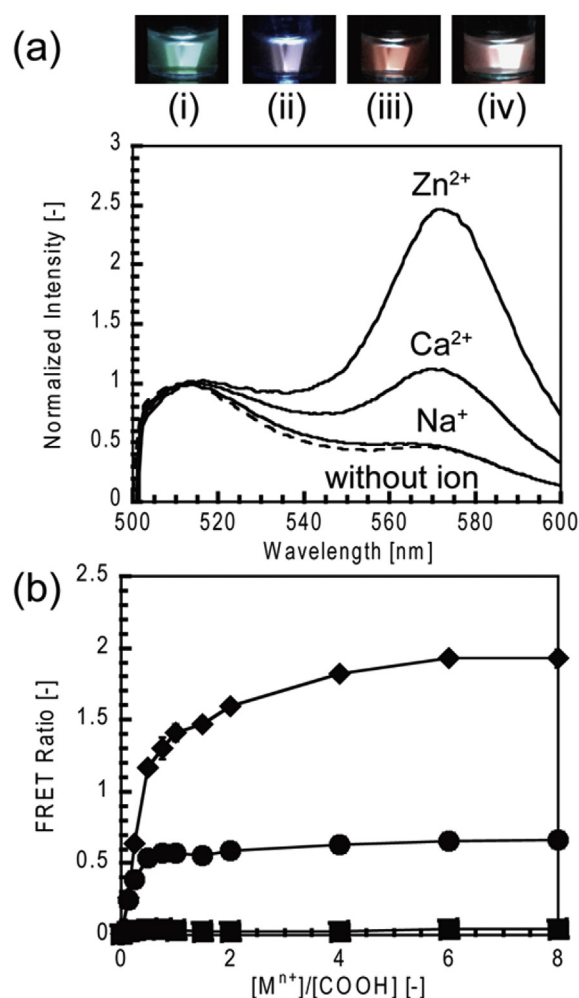 (a)
(i) (ii) (iii) (iv)
3
2.5
2
1.5
1
0.5
0
Normalized Intensity [-]
Zn²⁺
Ca²⁺
Na⁺
without ion
500 520 540 560 580 600
Wavelength [nm]
(b)
2.5
2
1.5
1
0.5
0
FRET Ratio [-]
0 2 4 6 8
[Mⁿ⁺]/[COOH] [-]